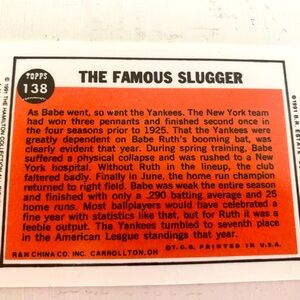 TOPPS
138
THE FAMOUS SLUGGER
As Babe went, so want the Yankees. The New York team
had won three pennants and finished second once in
the four seasons prior to 1925. That the Yankees were
greatly dependent on Babe Ruth's booming bat, was
clearly evident that year. During spring training, Babe
suffered a physical collapse and was rushed to a New
York hospital. Without Ruth in the lineup, the club
faltered badly. Finally in June, the home run champion
returned to right field. Babe was weak the entire season
and finished with only a .290 batting average and 25
home runs. Most ballplayers would have celebrated a
fine year with statistics like that, but for Ruth it was a
feeble output. The Yankees tumbled to seventh place
in the American League standings that year.
©T.C.G. PRINTED IN U.S.A.
R&N CHINA CO. INC. CARROLLTON, OH
© 1991 THE HAMILTON COLLECTION